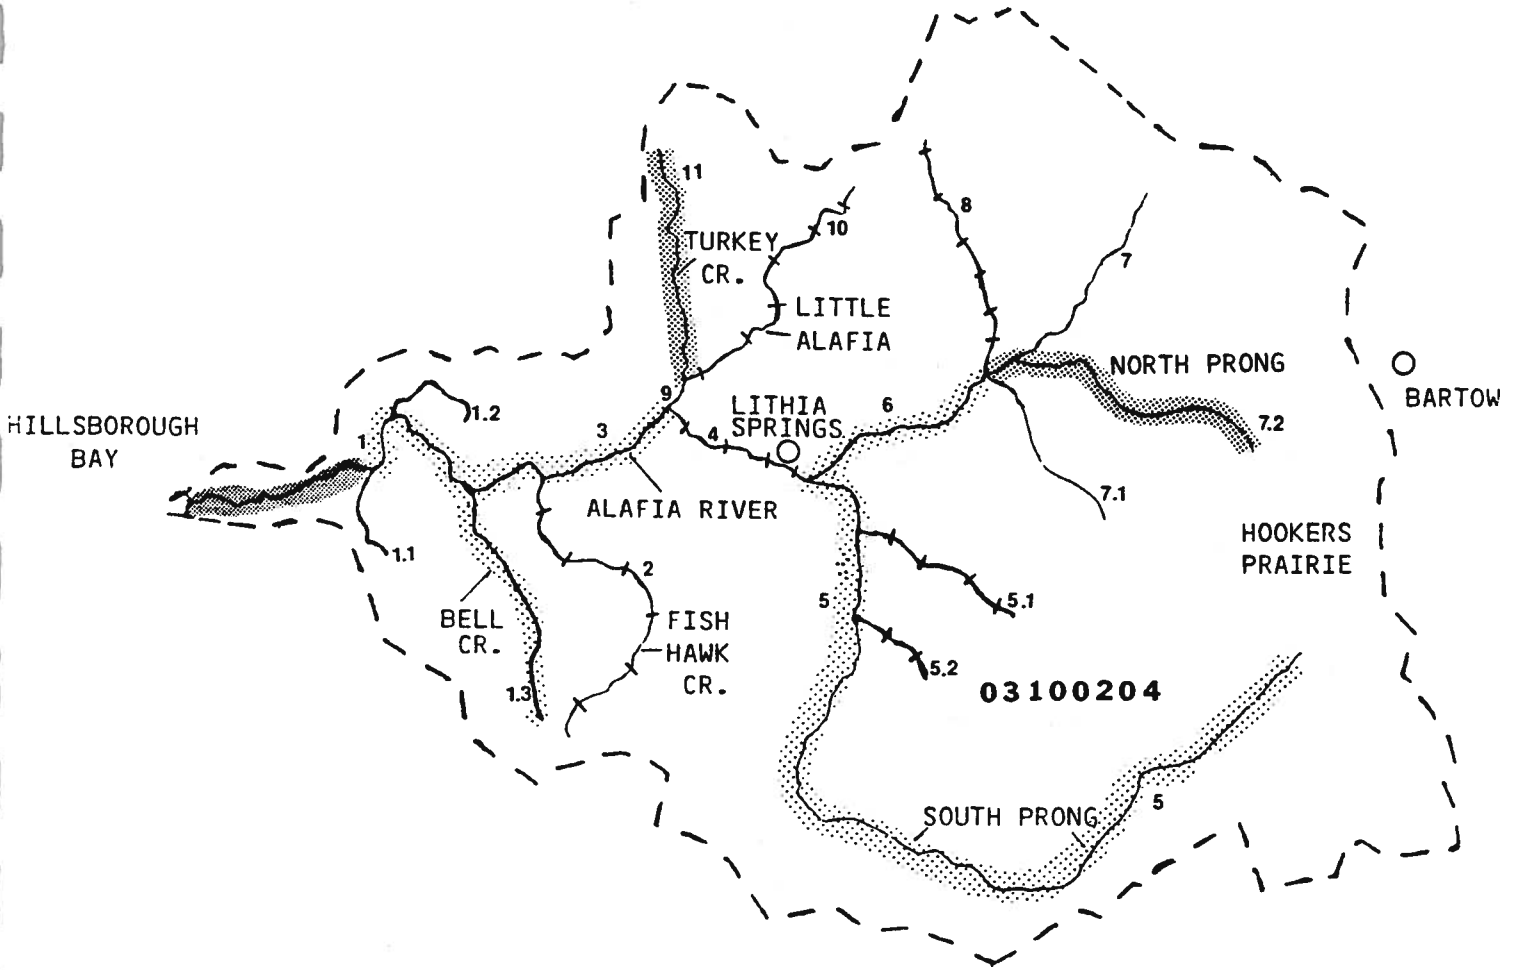 11
8
10
TURKEY
CR.
7
LITTLE
ALAFIA
NORTH PRONG
BARTOW
9
LITHIA
SPRINGS
6
1.2
HILLSBOROUGH
BAY
1
3
4
7.2
7.1
ALAFIA RIVER
HOOKERS
PRAIRIE
1.1
2
5
5.1
BELL
CR.
FISH
HAWK
CR.
5.2
1.3
03100204
5
SOUTH PRONG